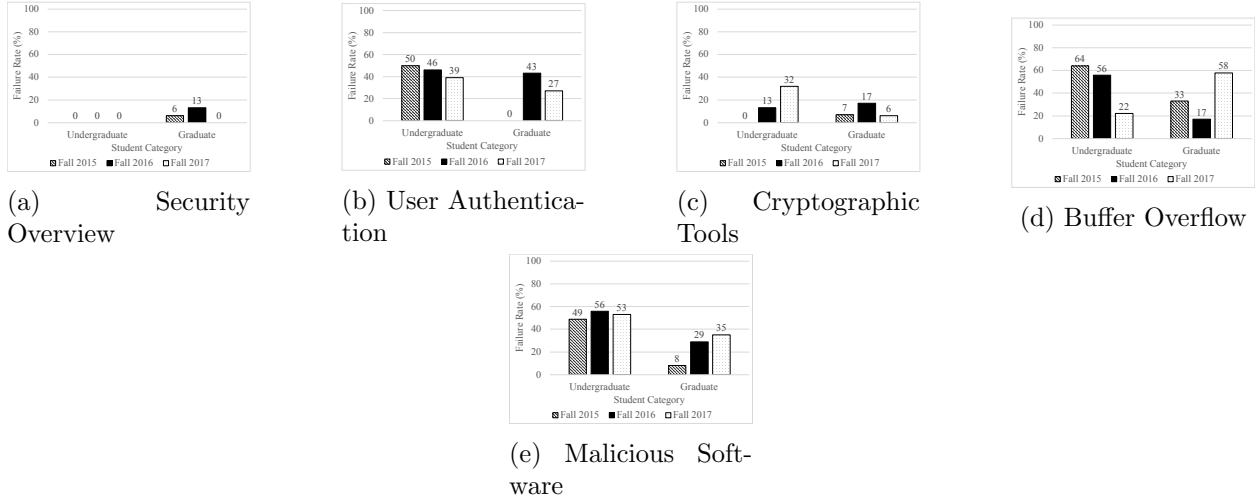 100
80
60
40
20
0
Failure Rate (%)
0 0 0
6 13 0
Undergraduate Graduate
Student Category
Fall 2015 Fall 2016 Fall 2017
(a) Security
Overview
100
80
60
40
20
0
Failure Rate (%)
50 46 39
0 43 27
Undergraduate Graduate
Student Category
Fall 2015 Fall 2016 Fall 2017
(b) User Authentica-
tion
100
80
60
40
20
0
Failure Rate (%)
0 13 32
7 17 6
Undergraduate Graduate
Student Category
Fall 2015 Fall 2016 Fall 2017
(c) Cryptographic
Tools
100
80
60
40
20
0
Failure Rate (%)
64 56 22
33 17 58
Undergraduate Graduate
Student Category
Fall 2015 Fall 2016 Fall 2017
(d) Buffer Overflow
100
80
60
40
20
0
Failure Rate (%)
49 56 53
8 29 35
Undergraduate Graduate
Student Category
Fall 2015 Fall 2016 Fall 2017
(e) Malicious Soft-
ware